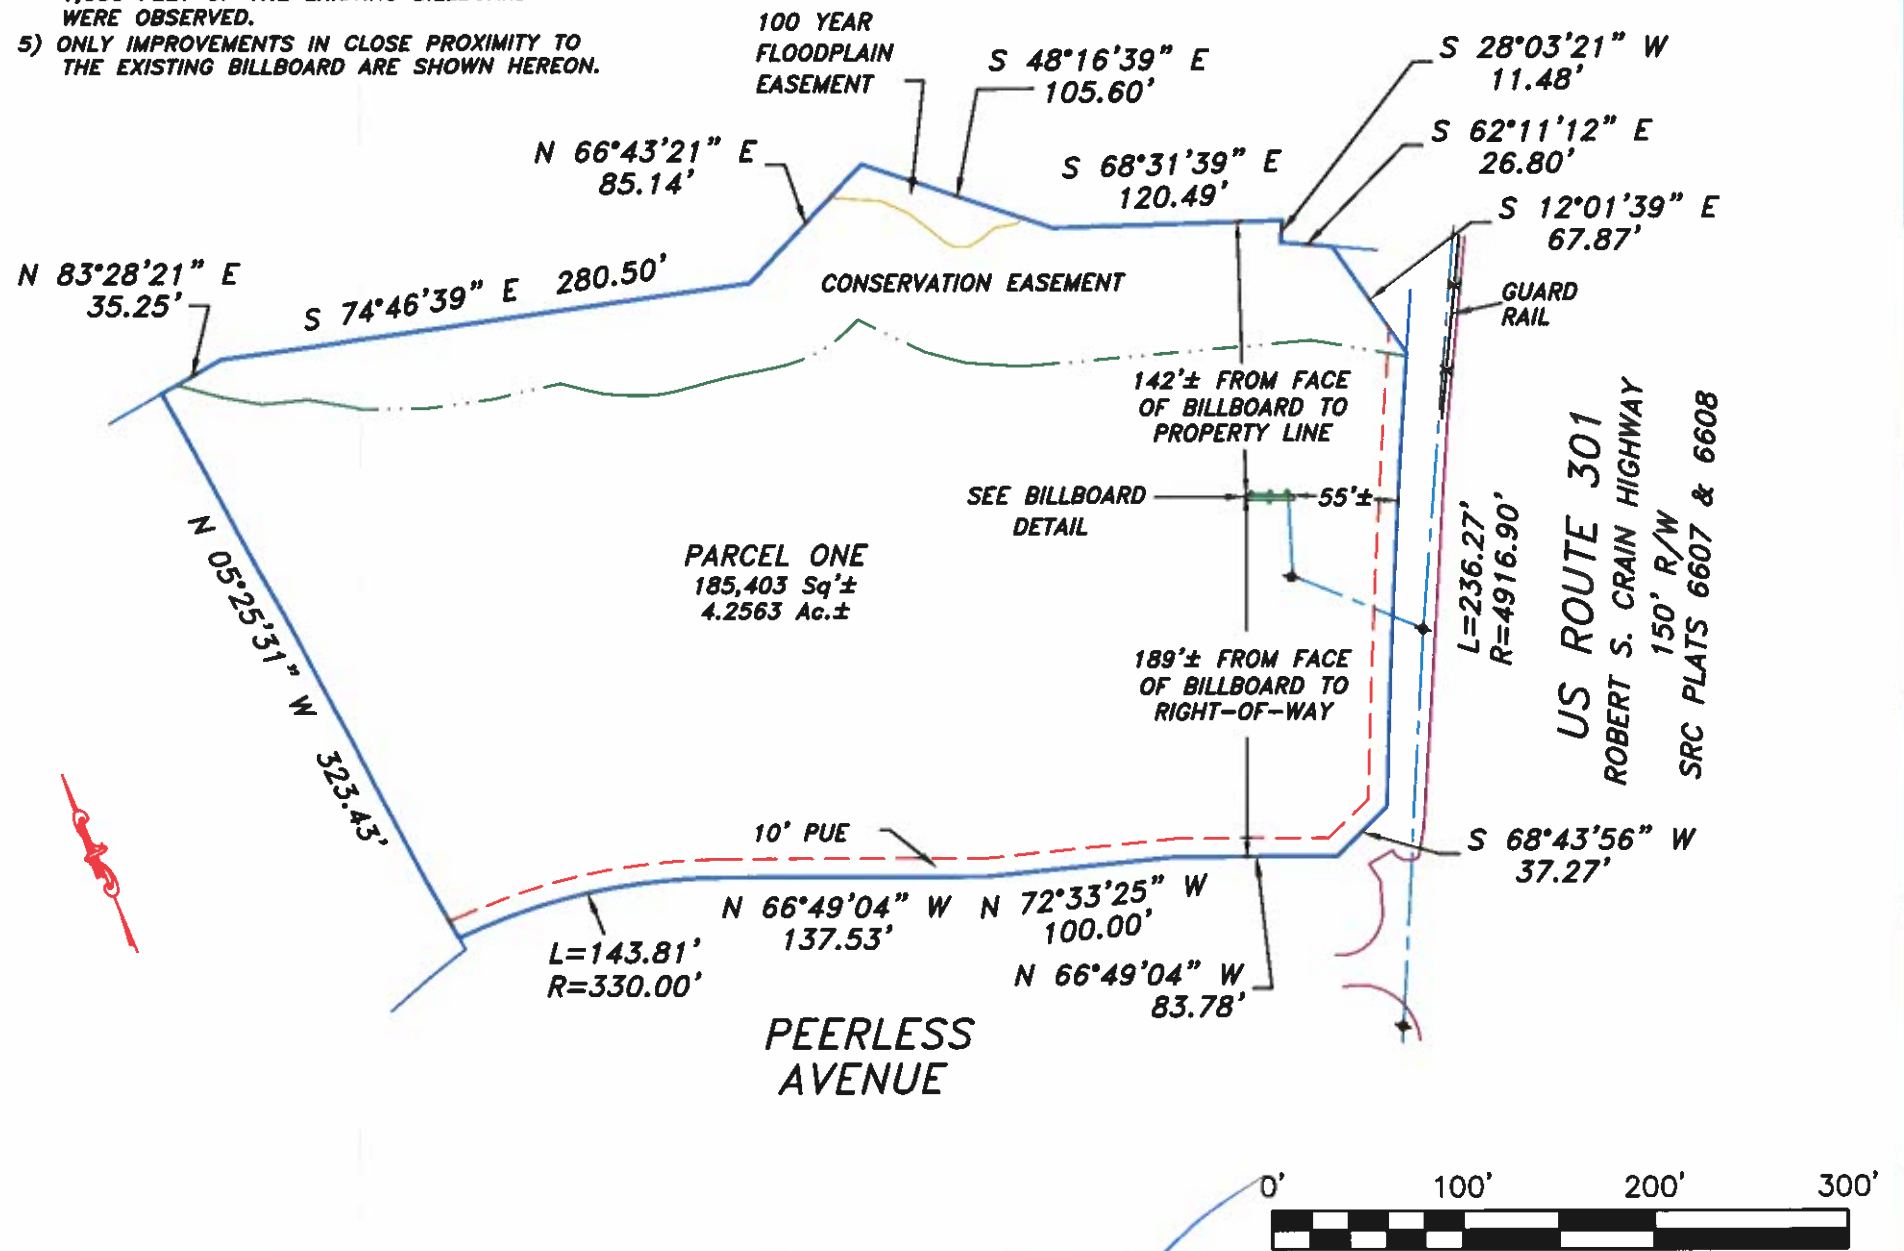 WERE OBSERVED.
5) ONLY IMPROVEMENTS IN CLOSE PROXIMITY TO
THE EXISTING BILLBOARD ARE SHOWN HEREON.
100 YEAR
FLOODPLAIN
EASEMENT
S 48°16'39" E
105.60'
S 28°03'21" W
11.48'
S 62°11'12" E
26.80'
N 66°43'21" E
85.14'
S 68°31'39" E
120.49'
S 12°01'39" E
67.87'
N 83°28'21" E
35.25'
S 74°46'39" E 280.50'
CONSERVATION EASEMENT
GUARD
RAIL
142'± FROM FACE
OF BILLBOARD TO
PROPERTY LINE
SEE BILLBOARD
DETAIL
55'±
PARCEL ONE
185,403 Sq'±
4.2563 Ac.±
N 05°25'31" W 323.43'
189'± FROM FACE
OF BILLBOARD TO
RIGHT-OF-WAY
L=236.27'
R=4916.90'
US ROUTE 301
ROBERT S. CRAIN HIGHWAY
150' R/W
SRC PLATS 6607 & 6608
10' PUE
S 68°43'56" W
37.27'
N 66°49'04" W
137.53'
N 72°33'25" W
100.00'
L=143.81'
R=330.00'
N 66°49'04" W
83.78'
PEERLESS
AVENUE
0' 100' 200' 300'